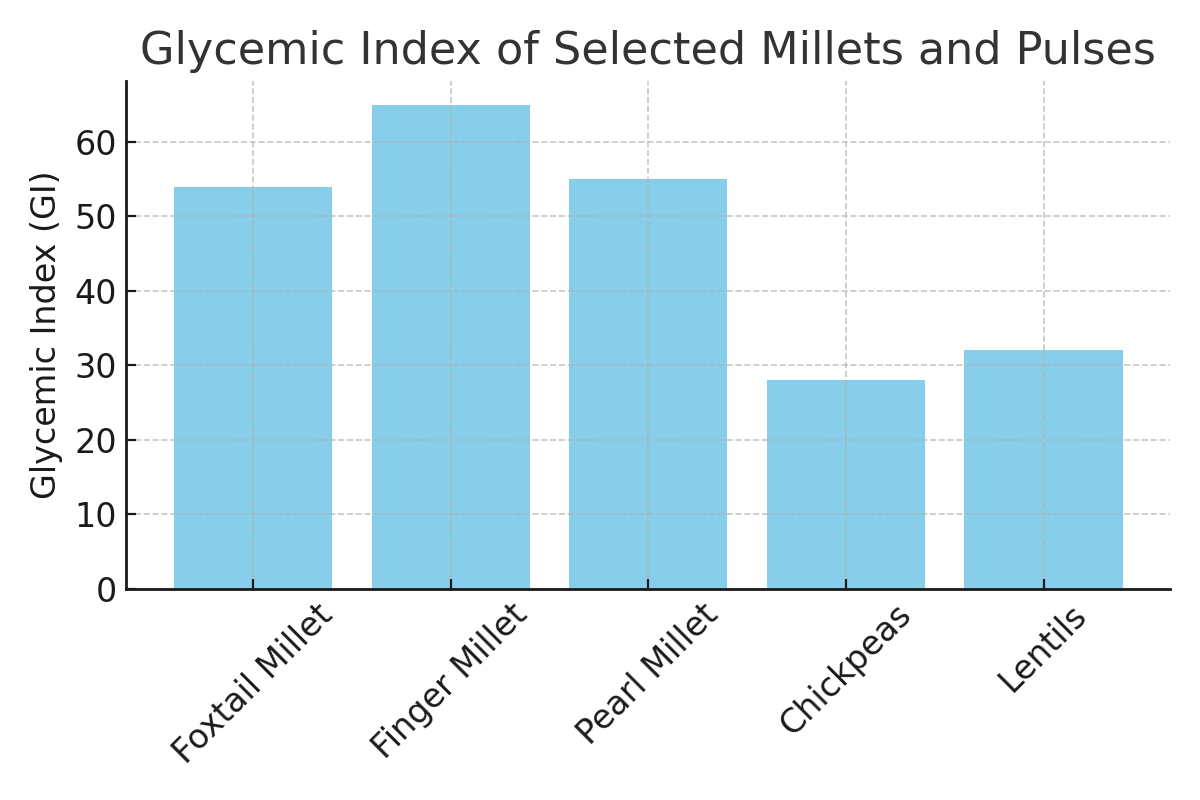 Glycemic Index of Selected Millets and Pulses
Glycemic Index (GI)
60
50
40
30
20
10
0
Foxtail Millet
Finger Millet
Pearl Millet
Chickpeas
Lentils